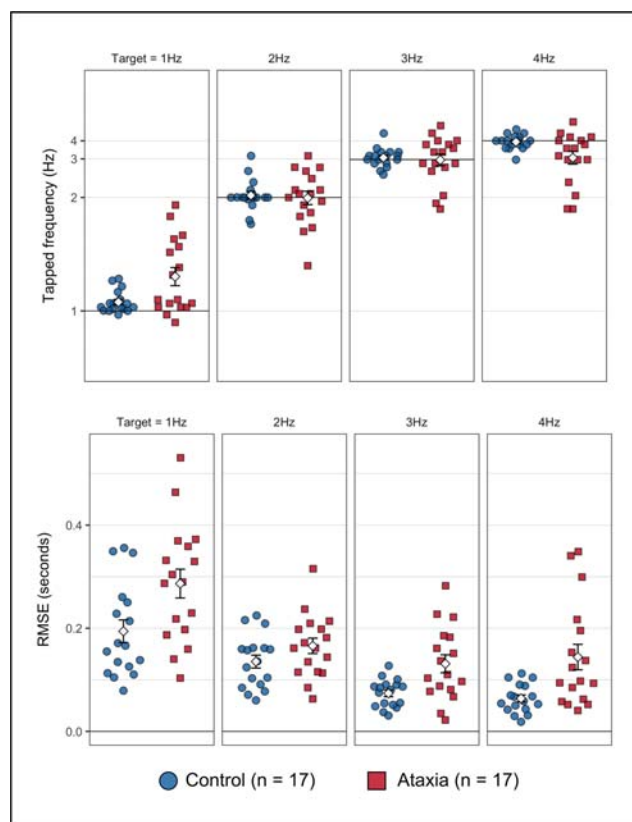 Target = 1Hz 2Hz 3Hz 4Hz
Tapped frequency (Hz)
4
3
2
1
Target = 1Hz 2Hz 3Hz 4Hz
RMSE (seconds)
0.4
0.2
0.0
Control (n = 17) Ataxia (n = 17)